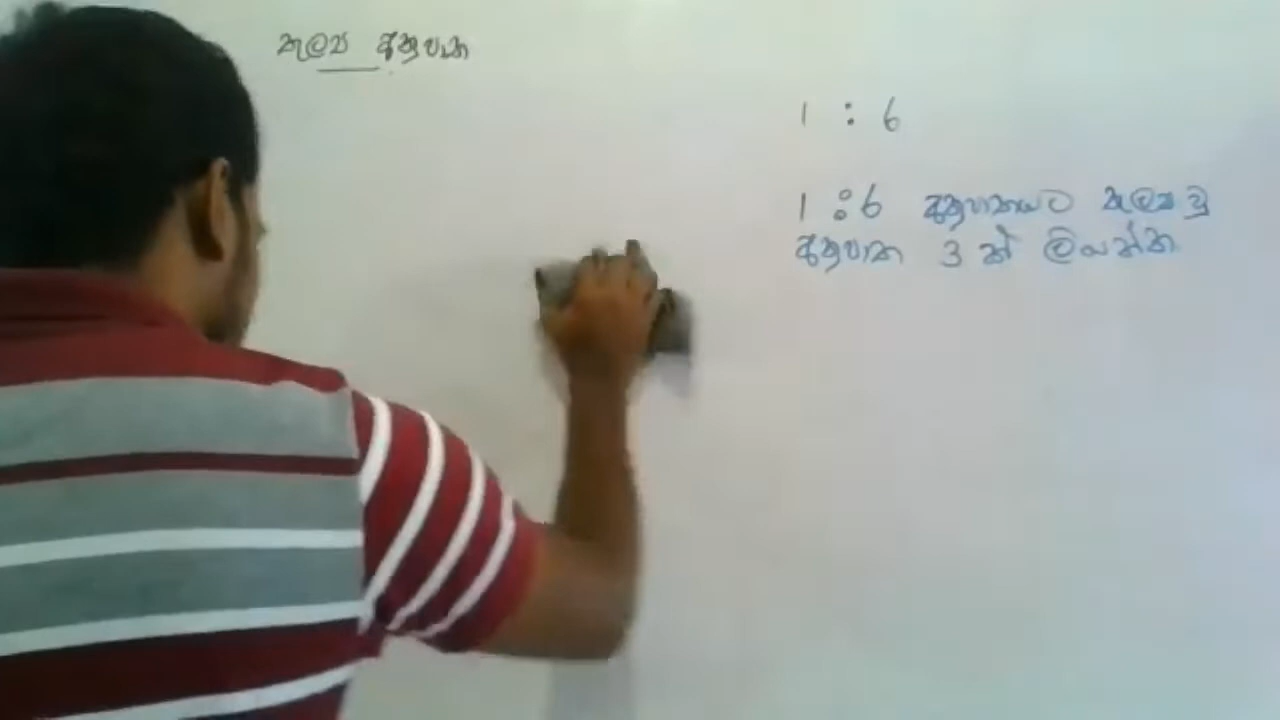 තුල්‍ය අනුපාත
1 : 6
1 : 6 අනුපාතයට තුල්‍ය වූ
අනුපාත 3 ක් ලියන්න